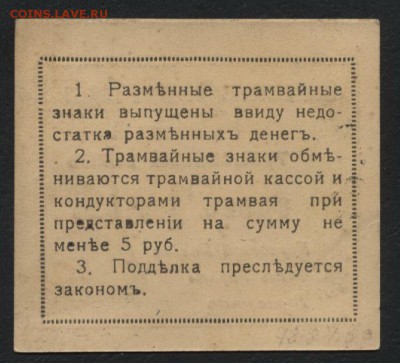 COINS.LAVE.RU
1. Размѣнные трамвайные
знаки выпущены ввиду недо-
статка размѣнныхъ денегъ.
2. Трамвайные знаки обмѣ-
ниваются трамвайной кассой и
кондукторами трамвая при
представленіи на сумму не
менѣе 5 руб.
3. Поддѣлка преслѣдуется
закономъ.